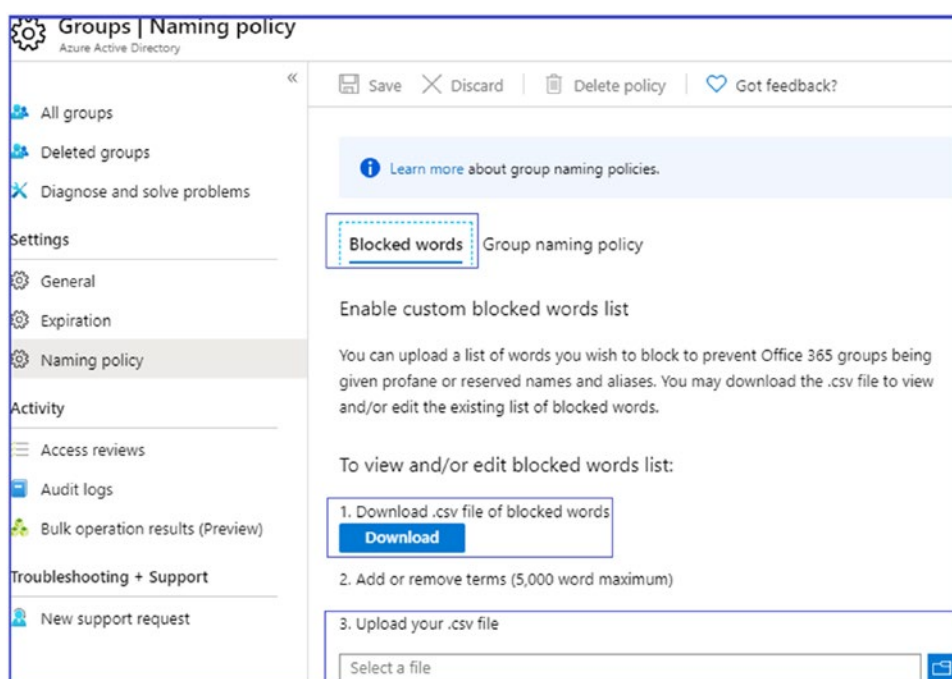 Groups | Naming policy
Azure Active Directory
«
Save Discard Delete policy Got feedback?
All groups
Deleted groups
Diagnose and solve problems
Settings
General
Expiration
Naming policy
Activity
Access reviews
Audit logs
Bulk operation results (Preview)
Troubleshooting + Support
New support request
Learn more about group naming policies.
Blocked words Group naming policy
Enable custom blocked words list
You can upload a list of words you wish to block to prevent Office 365 groups being
given profane or reserved names and aliases. You may download the .csv file to view
and/or edit the existing list of blocked words.
To view and/or edit blocked words list:
1. Download .csv file of blocked words
Download
2. Add or remove terms (5,000 word maximum)
3. Upload your .csv file
Select a file